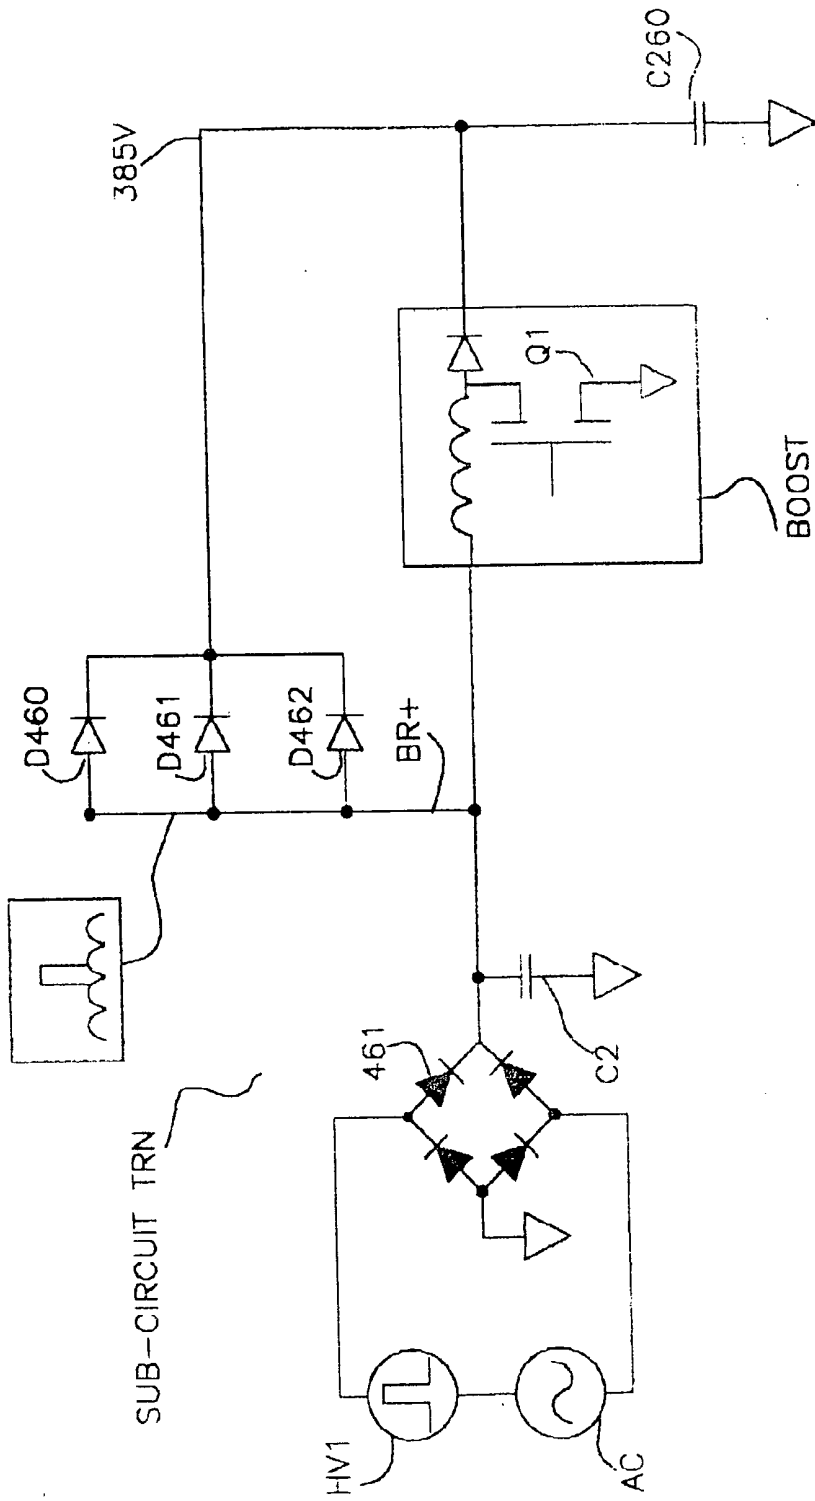 SUB-CIRCUIT TRN
HV1
AC
461
C2
D460
D461
D462
BR+
385V
Q1
BOOST
C260